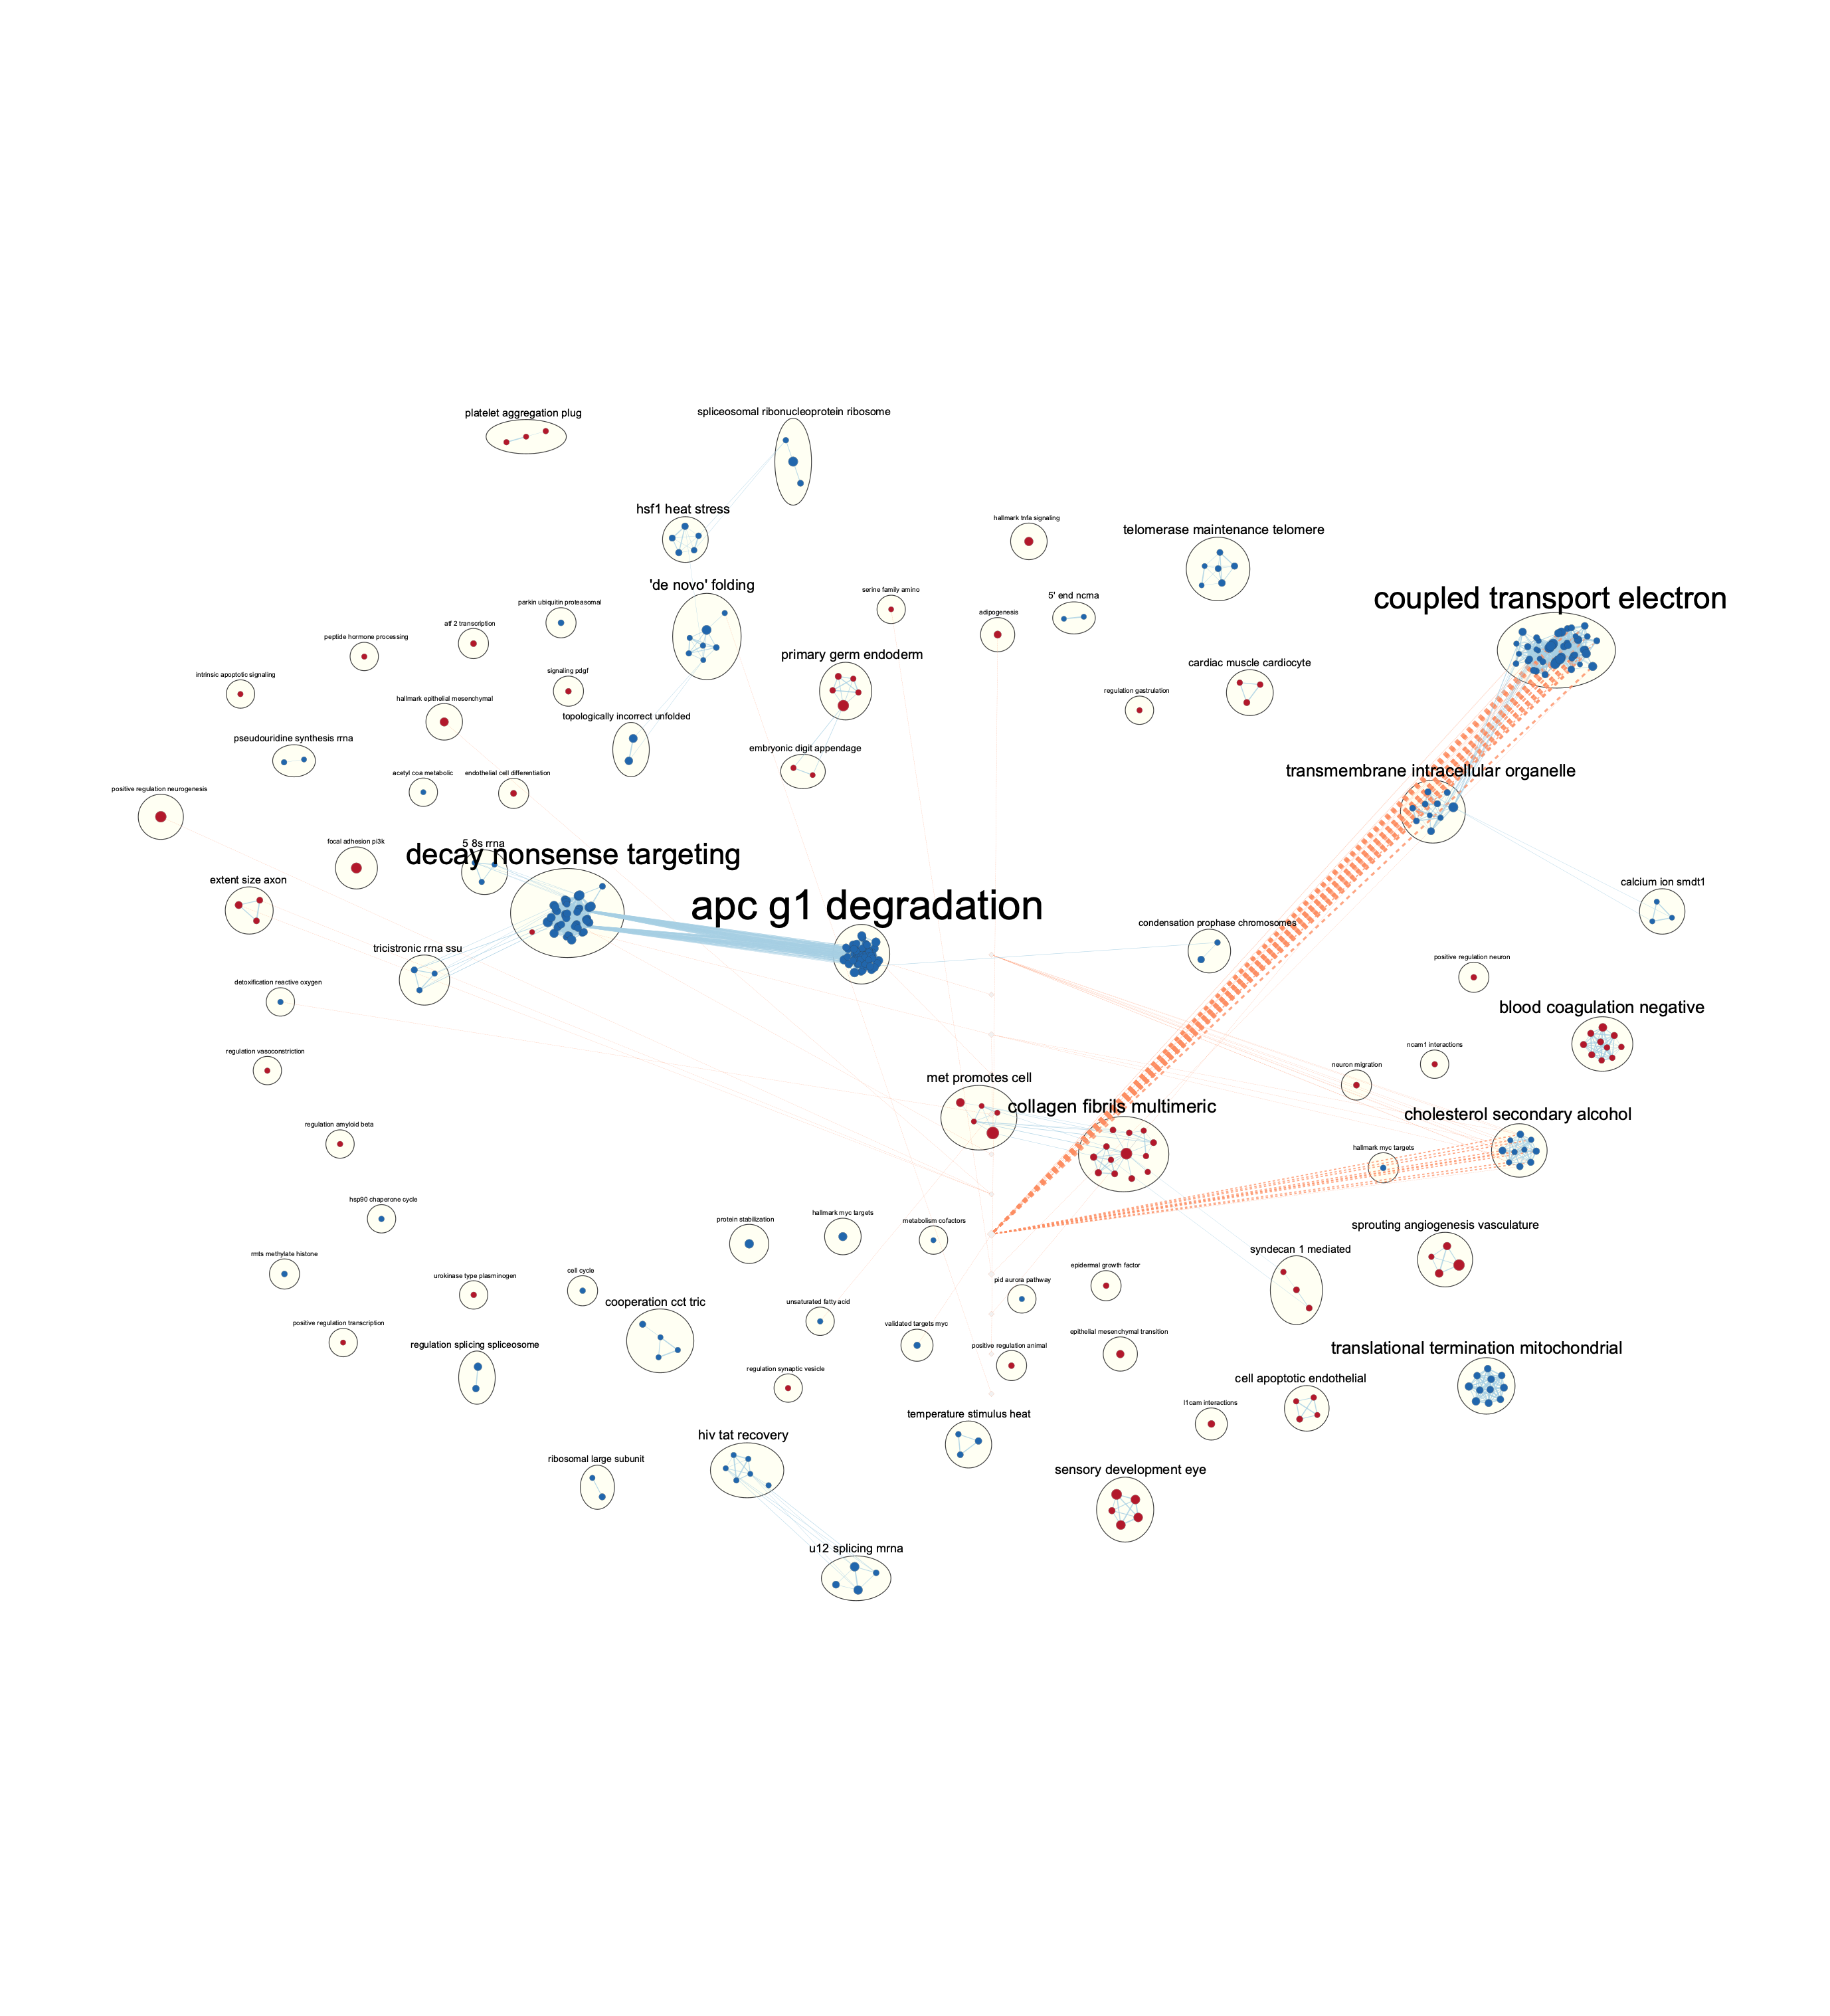 platelet aggregation plug
spliceosomal ribonucleoprotein ribosome
hsf1 heat stress
hallmark tnfa signaling
telomerase maintenance telomere
'de novo' folding
serine family amino
5' end ncrna
coupled transport electron
parkin ubiquitin proteasomal
adipogenesis
atf 2 transcription
peptide hormone processing
primary germ endoderm
cardiac muscle cardiocyte
intrinsic apoptotic signaling
signaling pdgf
regulation gastrulation
hallmark epithelial mesenchymal
topologically incorrect unfolded
pseudouridine synthesis rrna
embryonic digit appendage
transmembrane intracellular organelle
acetyl coa metabolic
endothelial cell differentiation
positive regulation neurogenesis
focal adhesion pi3k
5 8s rrna
decay nonsense targeting
extent size axon
apc g1 degradation
calcium ion smdt1
condensation prophase chromosomes
tricistronic rrna ssu
positive regulation neuron
detoxification reactive oxygen
blood coagulation negative
regulation vasoconstriction
ncam1 interactions
neuron migration
met promotes cell
collagen fibrils multimeric
cholesterol secondary alcohol
regulation amyloid beta
hallmark myc targets
hsp90 chaperone cycle
protein stabilization
hallmark myc targets
metabolism cofactors
sprouting angiogenesis vasculature
syndecan 1 mediated
rmts methylate histone
urokinase type plasminogen
cell cycle
epidermal growth factor
pid aurora pathway
cooperation cct tric
unsaturated fatty acid
positive regulation transcription
validated targets myc
epithelial mesenchymal transition
regulation splicing spliceosome
positive regulation animal
translational termination mitochondrial
regulation synaptic vesicle
cell apoptotic endothelial
l1cam interactions
temperature stimulus heat
hiv tat recovery
ribosomal large subunit
sensory development eye
u12 splicing mrna